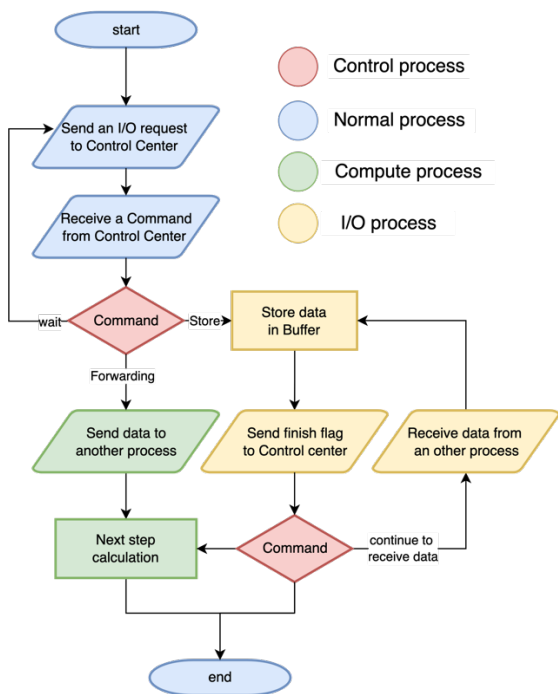 start
Control process
Normal process
Compute process
I/O process
Send an I/O request
to Control Center
Receive a Command
from Control Center
Command
wait
Store
Forwarding
Store data
in Buffer
Send data to
another process
Send finish flag
to Control center
Receive data from
an other process
Next step
calculation
Command
continue to
receive data
end